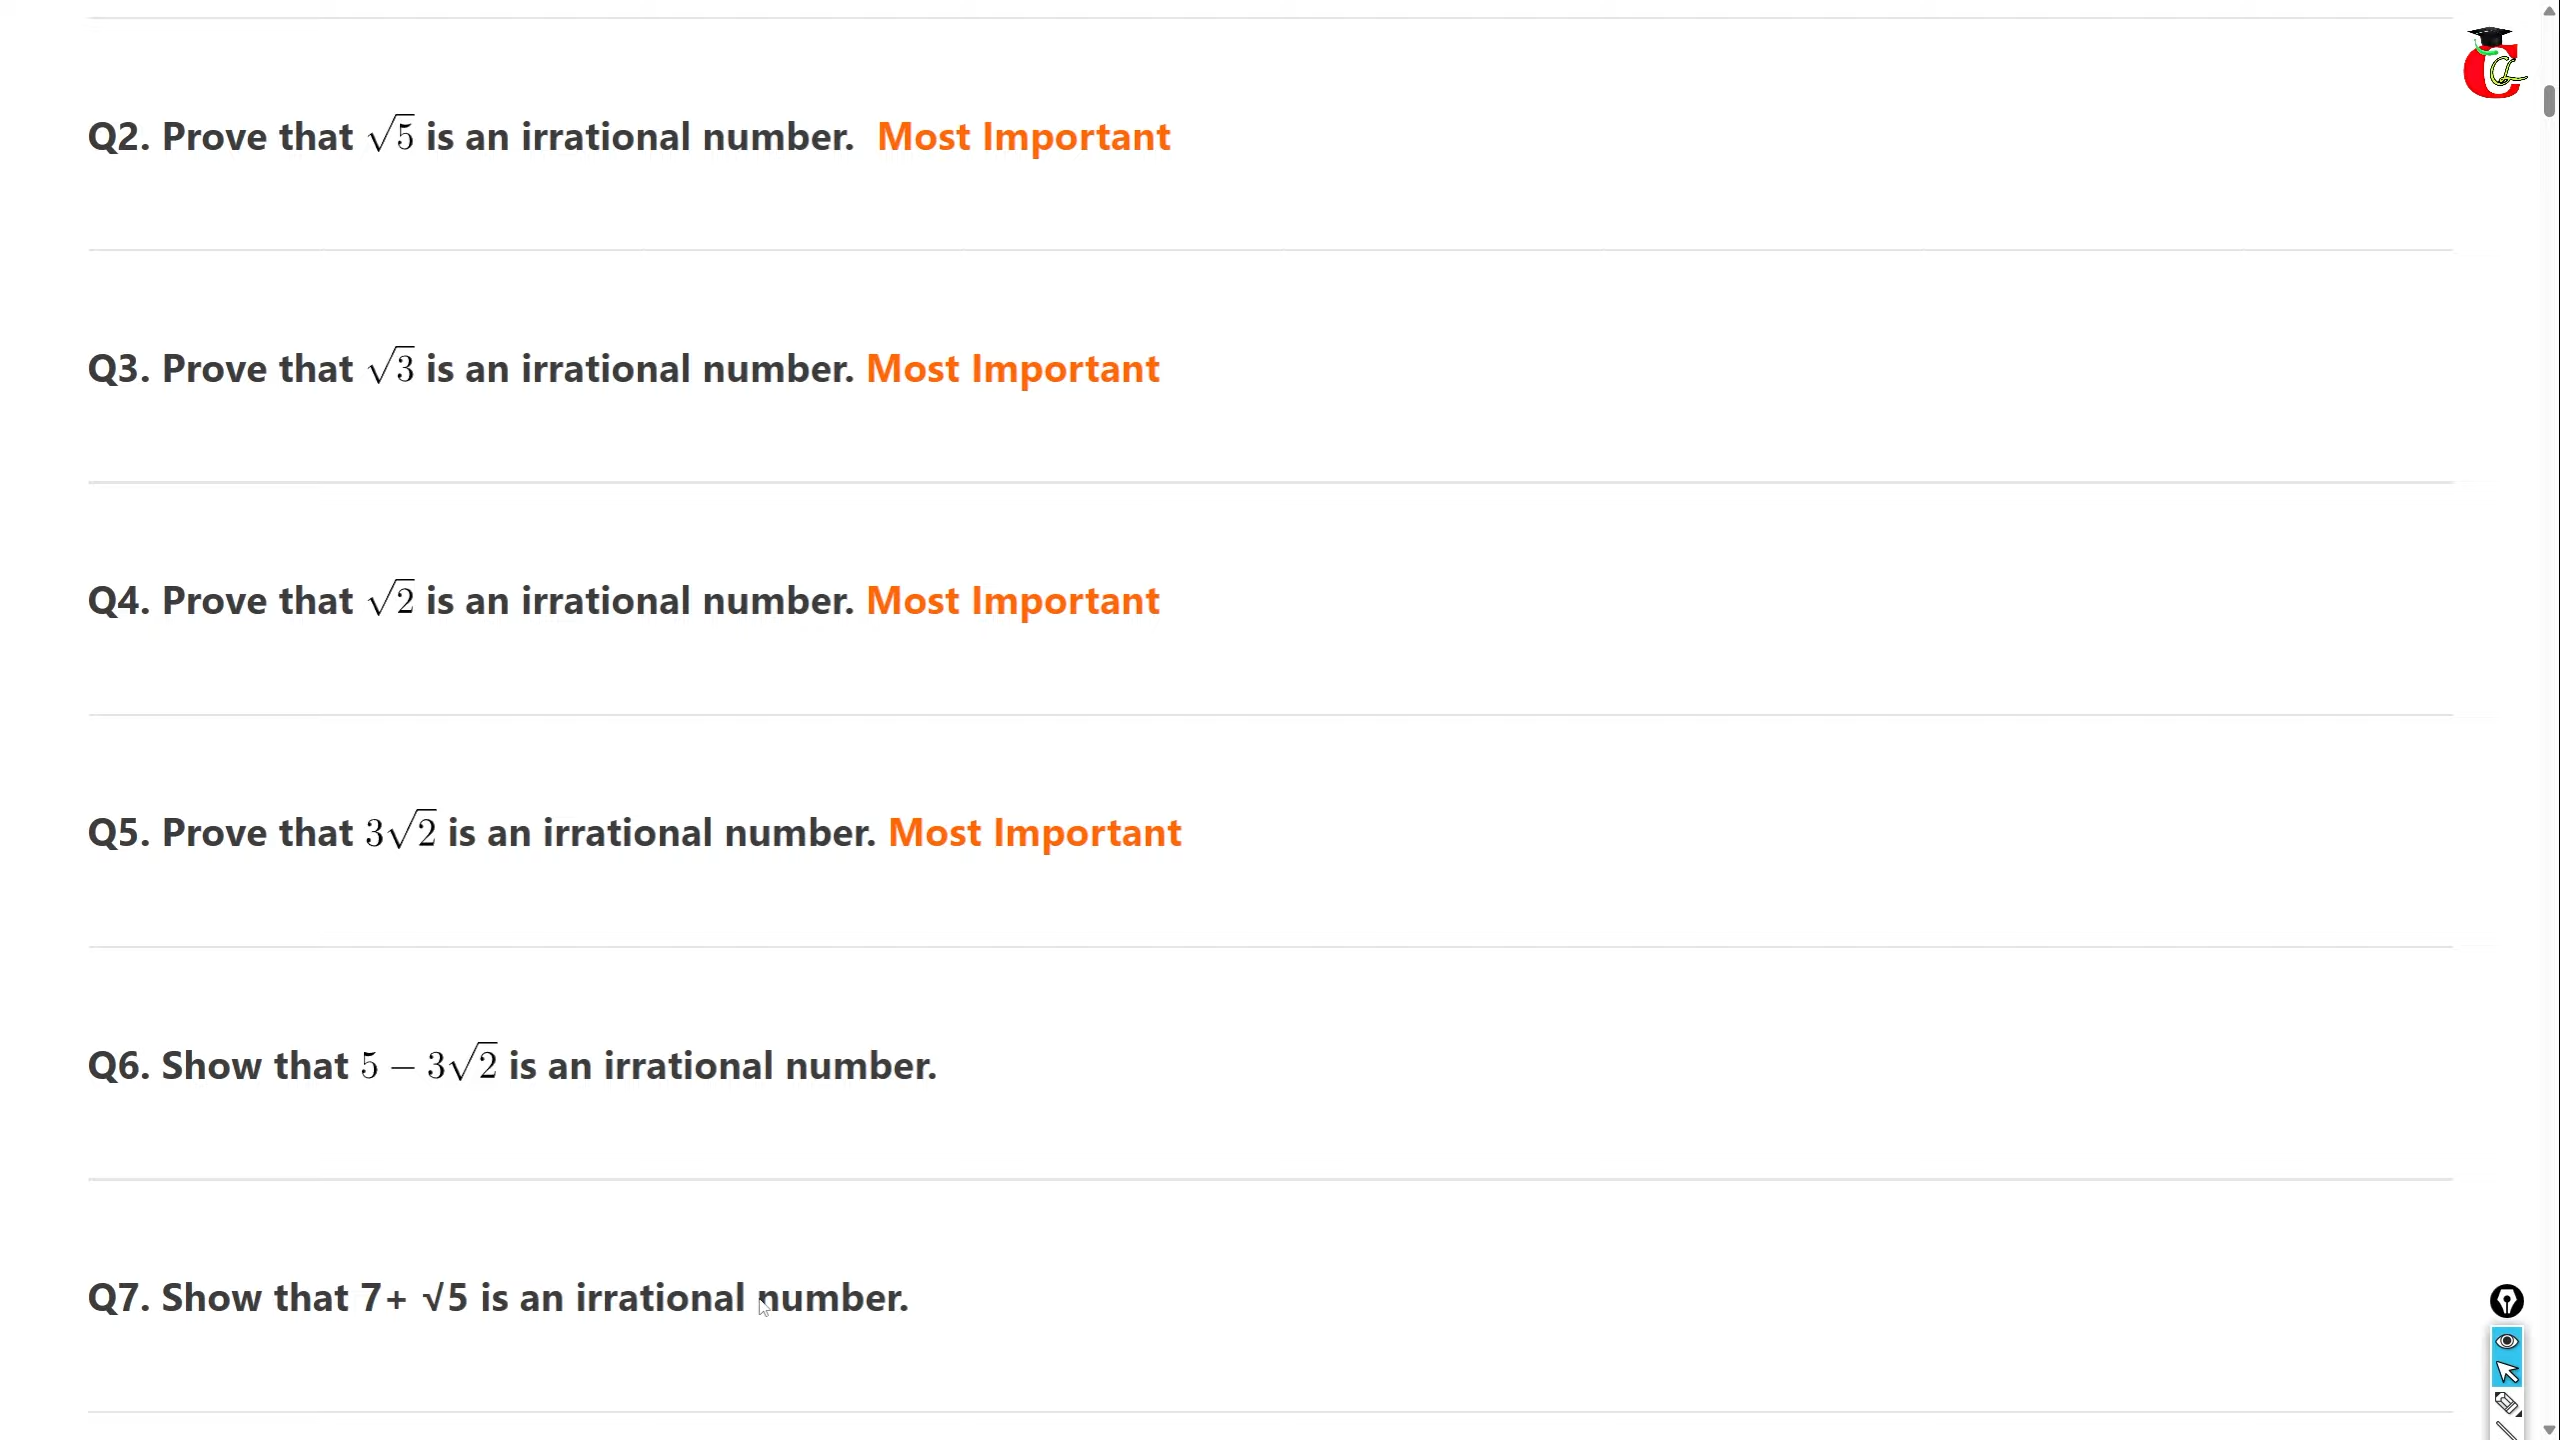 Q2. Prove that √5 is an irrational number. Most Important
Q3. Prove that √3 is an irrational number. Most Important
Q4. Prove that √2 is an irrational number. Most Important
Q5. Prove that 3√2 is an irrational number. Most Important
Q6. Show that 5 − 3√2 is an irrational number.
Q7. Show that 7+ √5 is an irrational number.